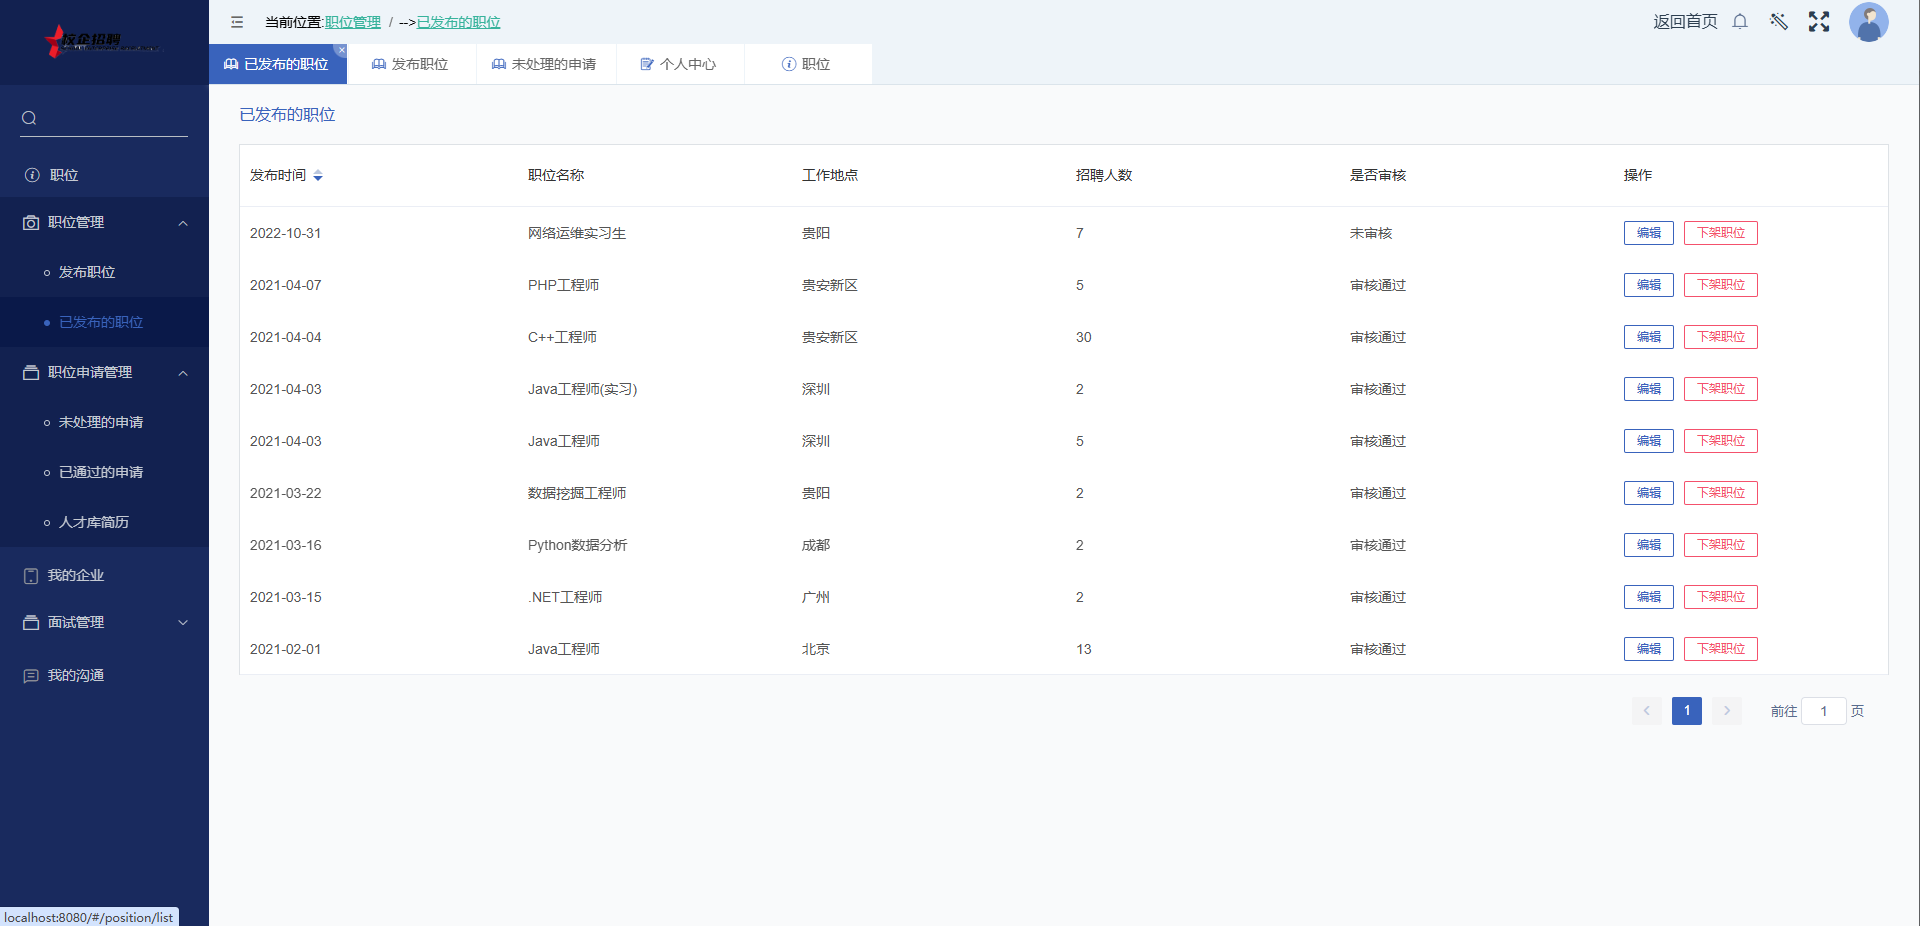 校企招聘
当前位置:职位管理 / -->已发布的职位
返回首页
已发布的职位
发布职位
未处理的申请
个人中心
职位
职位
职位管理
发布职位
已发布的职位
职位申请管理
未处理的申请
已通过的申请
人才库简历
我的企业
面试管理
我的沟通
已发布的职位
发布时间 职位名称 工作地点 招聘人数 是否审核 操作
2022-10-31 网络运维实习生 贵阳 7 未审核 编辑 下架职位
2021-04-07 PHP工程师 贵安新区 5 审核通过 编辑 下架职位
2021-04-04 C++工程师 贵安新区 30 审核通过 编辑 下架职位
2021-04-03 Java工程师(实习) 深圳 2 审核通过 编辑 下架职位
2021-04-03 Java工程师 深圳 5 审核通过 编辑 下架职位
2021-03-22 数据挖掘工程师 贵阳 2 审核通过 编辑 下架职位
2021-03-16 Python数据分析 成都 2 审核通过 编辑 下架职位
2021-03-15 .NET工程师 广州 2 审核通过 编辑 下架职位
2021-02-01 Java工程师 北京 13 审核通过 编辑 下架职位
1 前往 1 页
localhost:8080/#/position/list